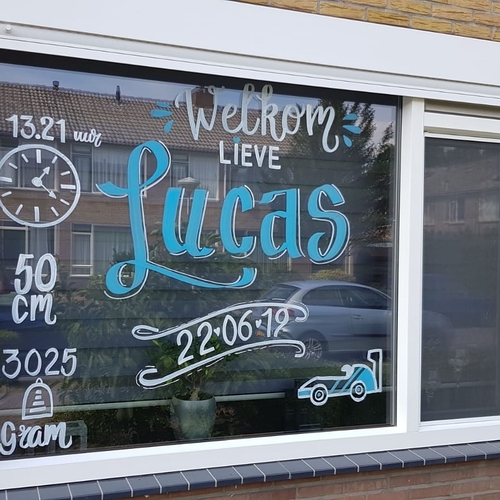 Welkom
LIEVE
Lucas
22·06·19
13.21 uur
50
cm
3025
Gram